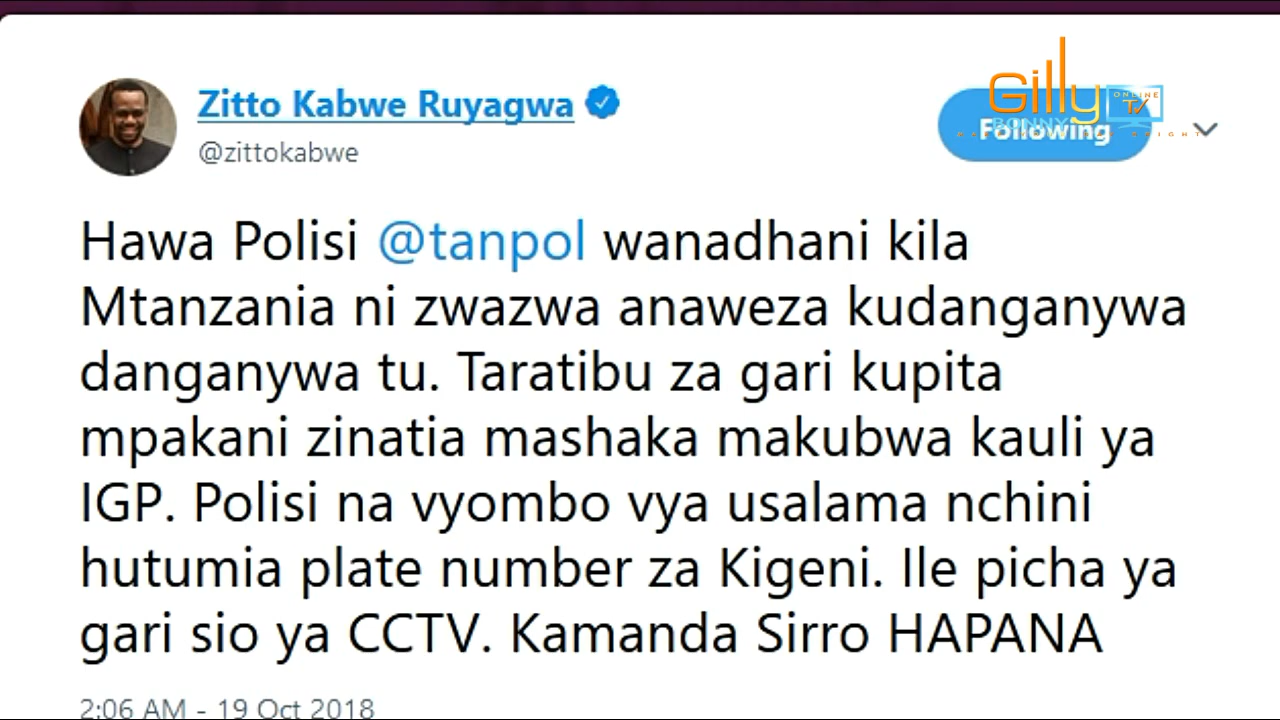 Zitto Kabwe Ruyagwa
@zittokabwe
Following
Gilly
ONLINE
TV
BONNY
Hawa Polisi @tanpol wanadhani kila
Mtanzania ni zwazwa anaweza kudanganywa
danganywa tu. Taratibu za gari kupita
mpakani zinatia mashaka makubwa kauli ya
IGP. Polisi na vyombo vya usalama nchini
hutumia plate number za Kigeni. Ile picha ya
gari sio ya CCTV. Kamanda Sirro HAPANA
2:06 AM - 19 Oct 2018